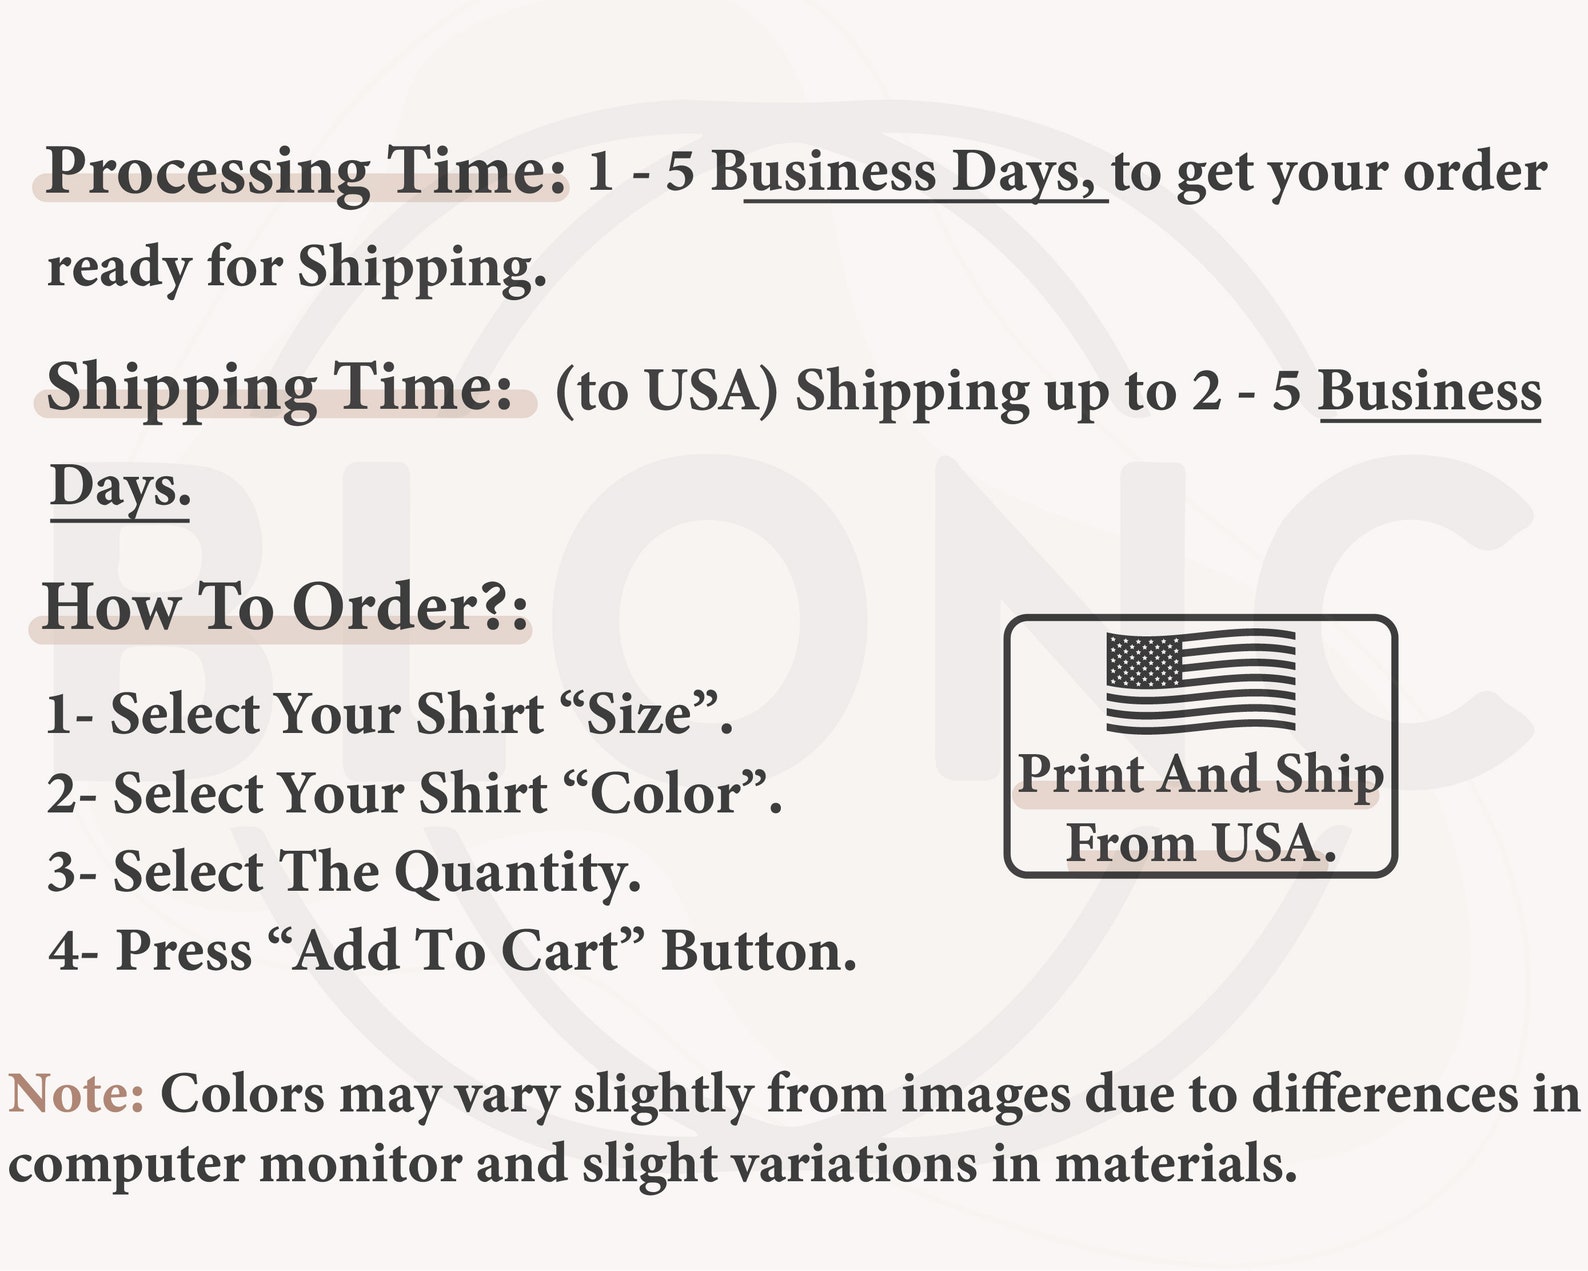 Processing Time: 1 - 5 Business Days, to get your order
ready for Shipping.
Shipping Time: (to USA) Shipping up to 2 - 5 Business
Days.
How To Order?:
1- Select Your Shirt “Size”.
2- Select Your Shirt “Color”.
3- Select The Quantity.
4- Press “Add To Cart” Button.
Print And Ship
From USA.
Note: Colors may vary slightly from images due to differences in
computer monitor and slight variations in materials.
BLONC